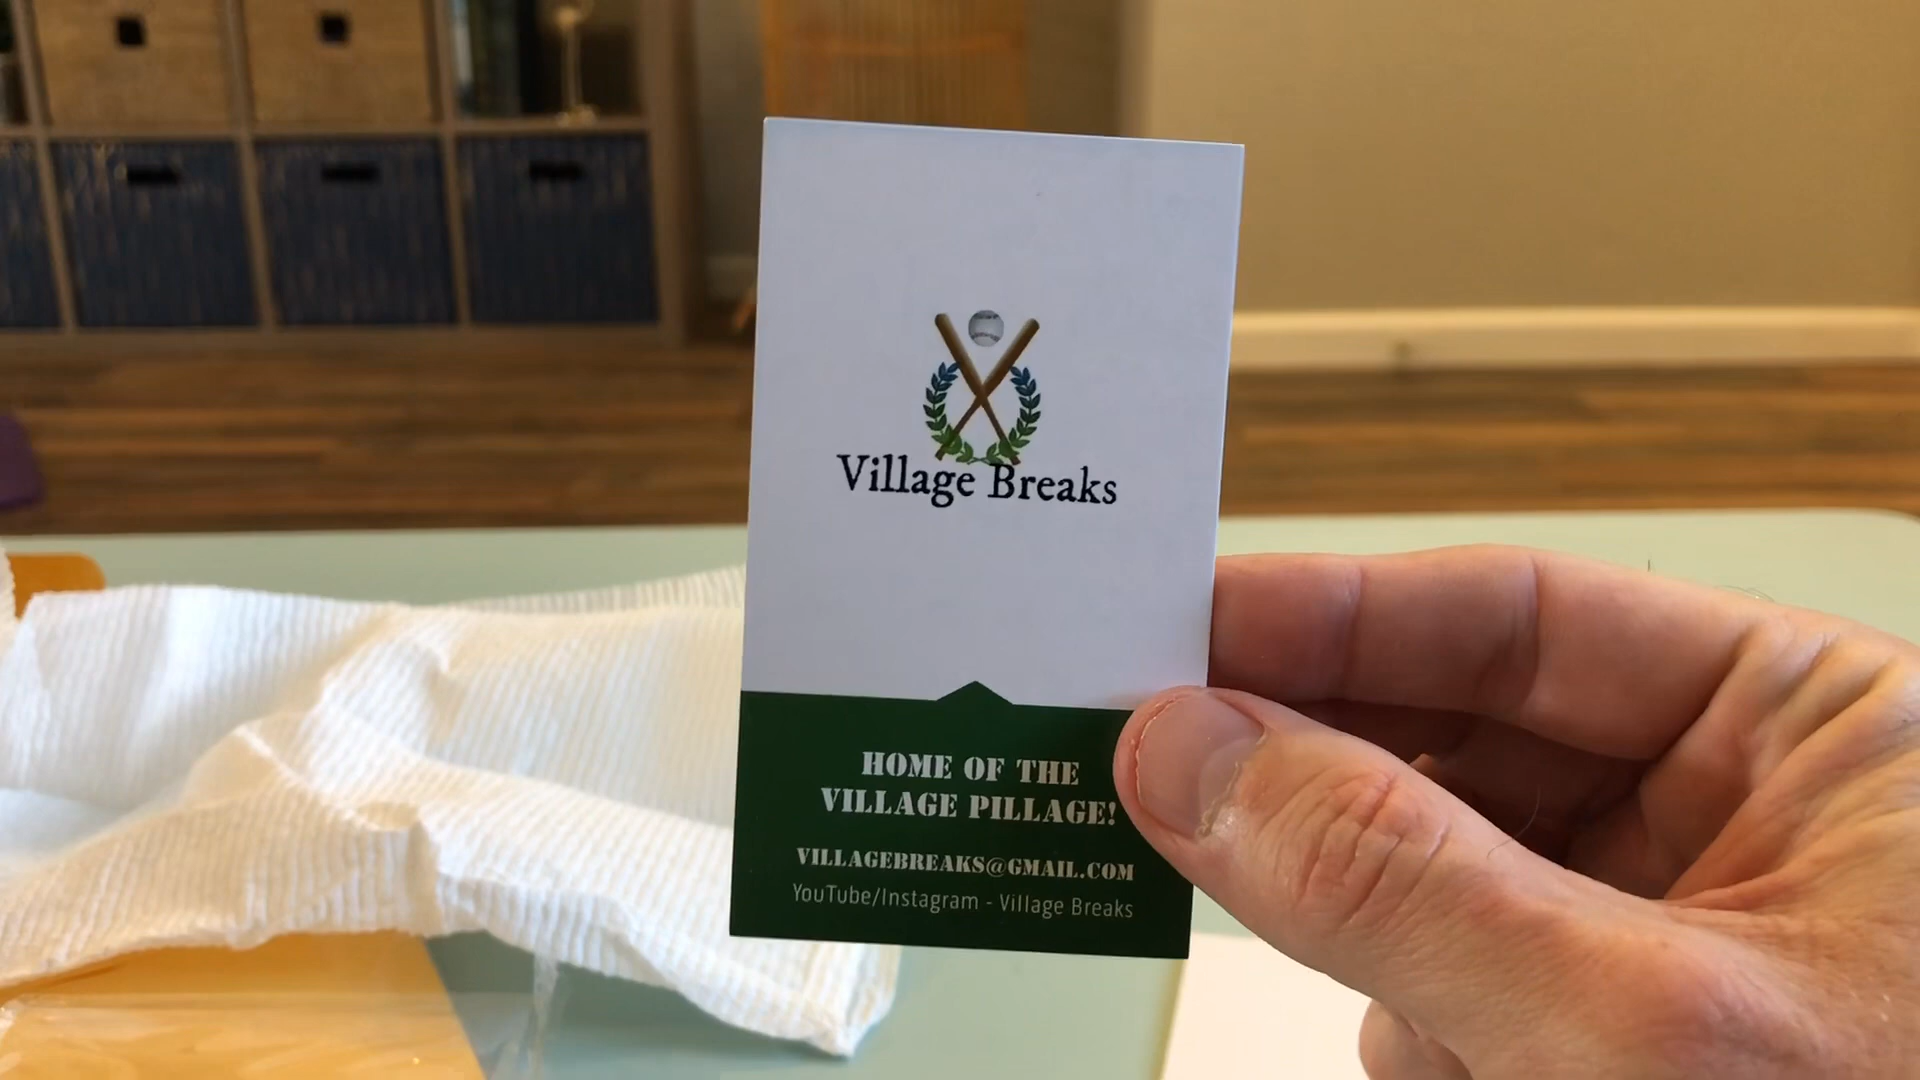 Village Breaks
HOME OF THE
VILLAGE PILLAGE!
VILLAGEBREAKS@GMAIL.COM
YouTube/Instagram - Village Breaks